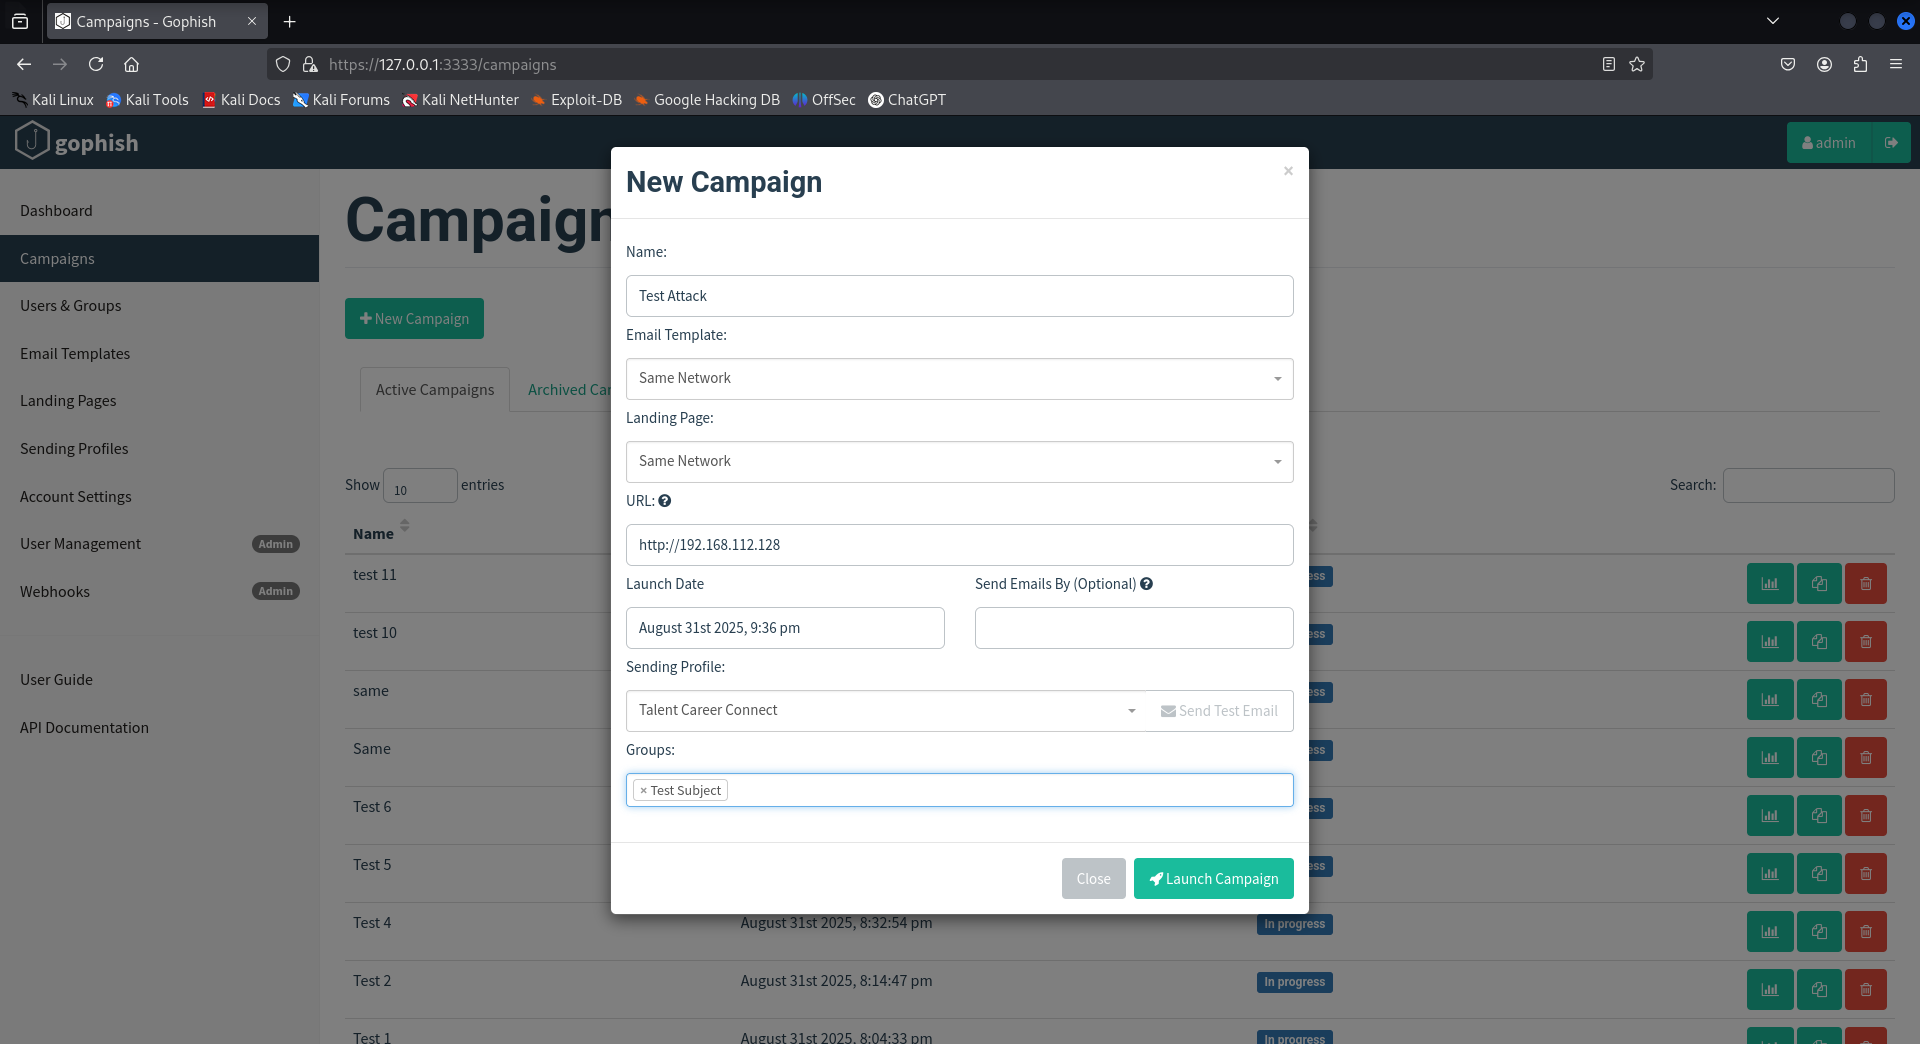 Campaigns - Gophish
https://127.0.0.1:3333/campaigns
Kali Linux Kali Tools Kali Docs Kali Forums Kali NetHunter Exploit-DB Google Hacking DB OffSec ChatGPT
gophish
admin
Dashboard
Campaigns
Users & Groups
Email Templates
Landing Pages
Sending Profiles
Account Settings
User Management Admin
Webhooks Admin
User Guide
API Documentation
Campaign
New Campaign
Active Campaigns Archived Ca
Show 10 entries
Search:
Name
test 11
ess
test 10
ess
same
ess
Same
ess
Test 6
ess
Test 5
ess
Test 4 August 31st 2025, 8:32:54 pm In progress
Test 2 August 31st 2025, 8:14:47 pm In progress
Test 1 August 31st 2025, 8:04:33 pm In progress
New Campaign
×
Name:
Test Attack
Email Template:
Same Network
Landing Page:
Same Network
URL:
http://192.168.112.128
Launch Date Send Emails By (Optional)
August 31st 2025, 9:36 pm
Sending Profile:
Talent Career Connect Send Test Email
Groups:
× Test Subject
Close Launch Campaign